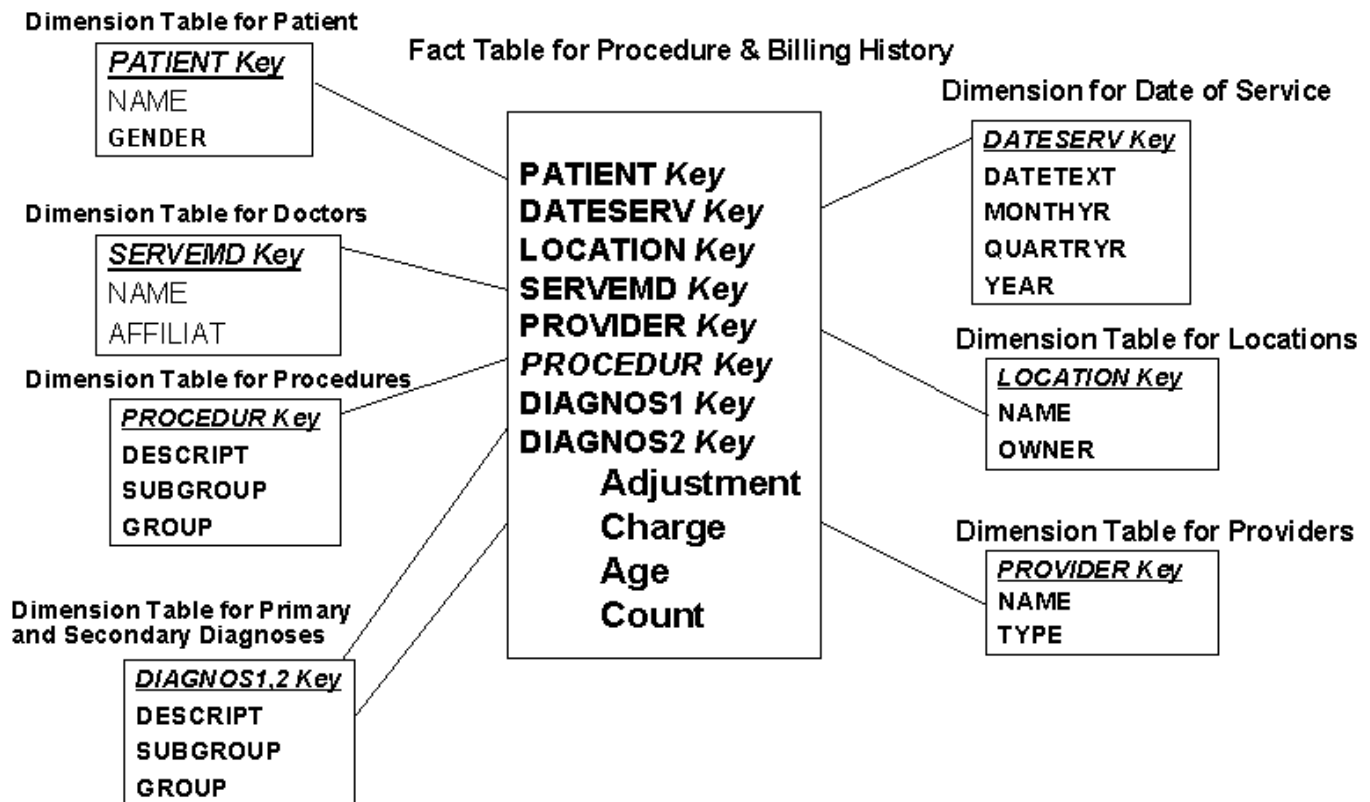 Dimension Table for Patient
PATIENT Key
NAME
GENDER
Dimension Table for Doctors
SERVEMD Key
NAME
AFFILIAT
Dimension Table for Procedures
PROCEDUR Key
DESCRIPT
SUBGROUP
GROUP
Dimension Table for Primary
and Secondary Diagnoses
DIAGNOS1,2 Key
DESCRIPT
SUBGROUP
GROUP
Fact Table for Procedure & Billing History
PATIENT Key
DATESERV Key
LOCATION Key
SERVEMD Key
PROVIDER Key
PROCEDUR Key
DIAGNOS1 Key
DIAGNOS2 Key
Adjustment
Charge
Age
Count
Dimension for Date of Service
DATESERV Key
DATETEXT
MONTHYR
QUARTRYR
YEAR
Dimension Table for Locations
LOCATION Key
NAME
OWNER
Dimension Table for Providers
PROVIDER Key
NAME
TYPE